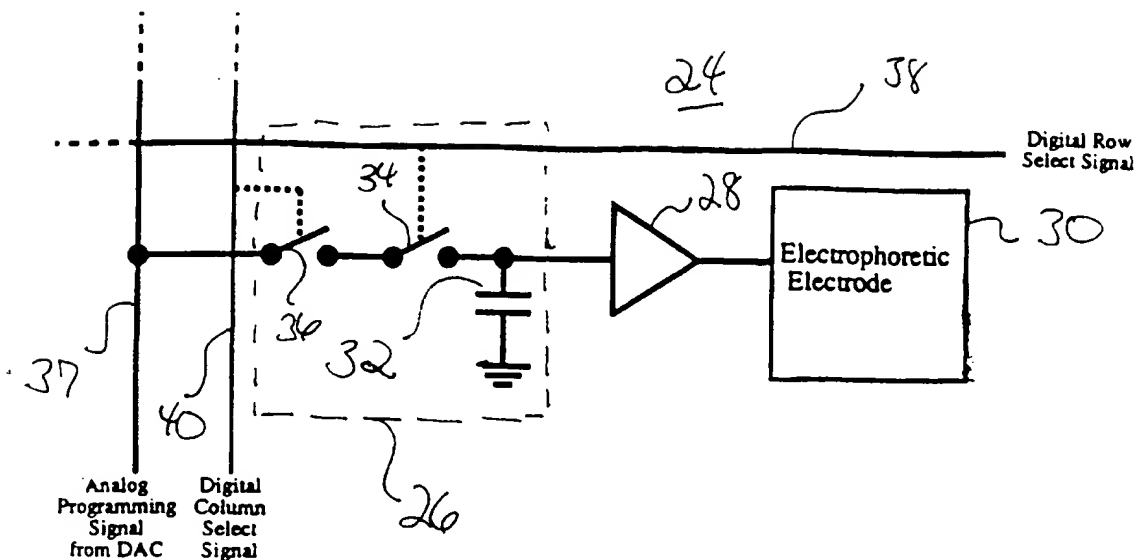 24
38
Digital Row
Select Signal
34
28
30
Electrophoretic
Electrode
36
32
37
40
26
Analog
Programming
Signal
from DAC
Digital
Column
Select
Signal